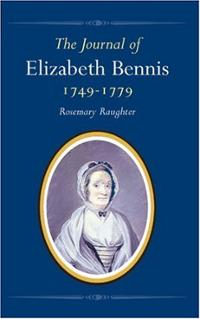 The Journal of
Elizabeth Bennis
1749-1779
Rosemary Raughter